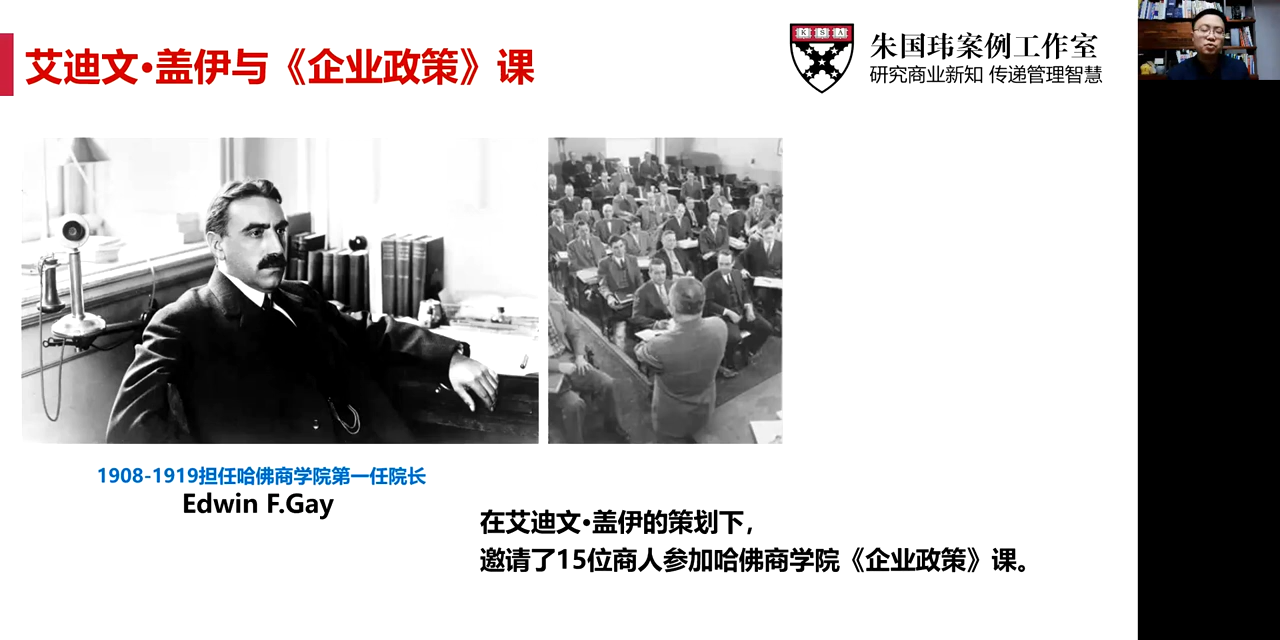 艾迪文•盖伊与《企业政策》课
K S A
朱国玮案例工作室
研究商业新知 传递管理智慧
1908-1919担任哈佛商学院第一任院长
Edwin F.Gay
在艾迪文•盖伊的策划下，
邀请了15位商人参加哈佛商学院《企业政策》课。